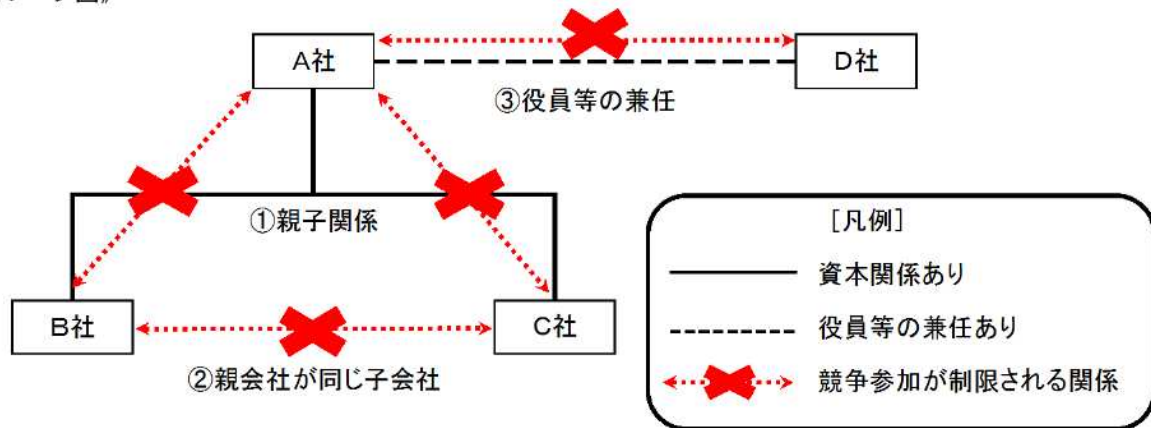 A社
D社
③役員等の兼任
①親子関係
B社
C社
②親会社が同じ子会社
[凡例]
資本関係あり
役員等の兼任あり
競争参加が制限される関係